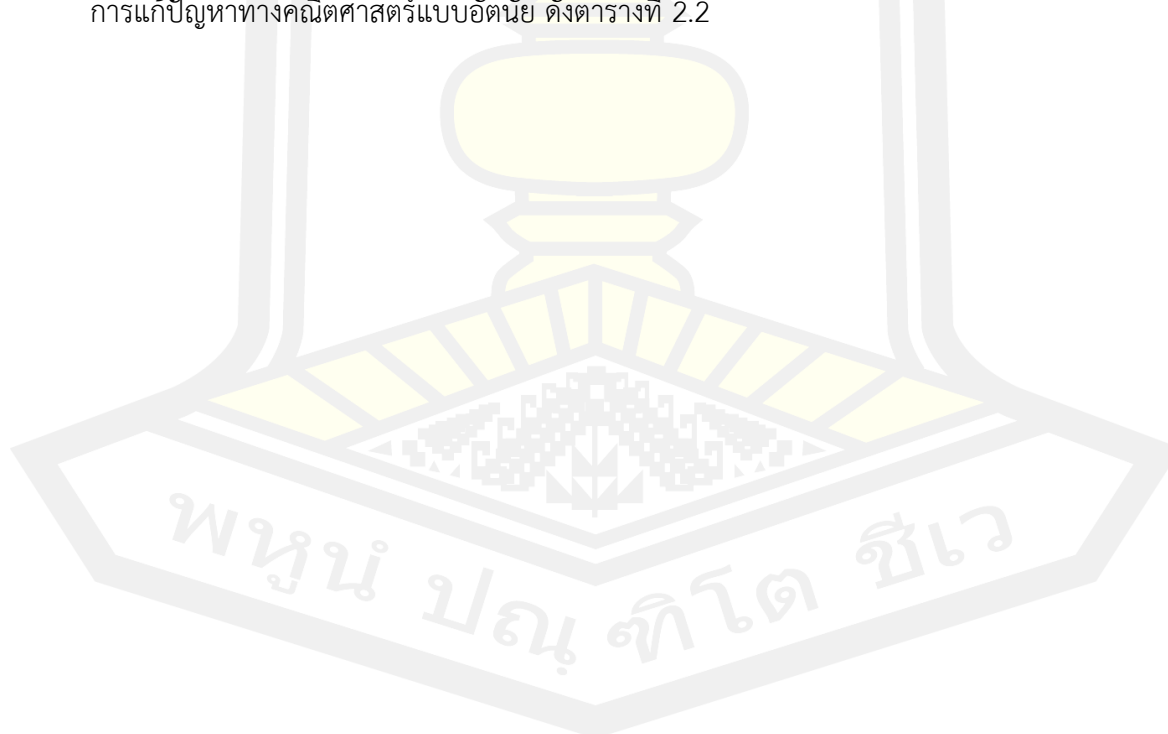 การแก้ปัญหาทางคณิตศาสตร์แบบอัตนัย ดังตารางที่ 2.2
พหูนํ ปณฺฑิโต ชีเว